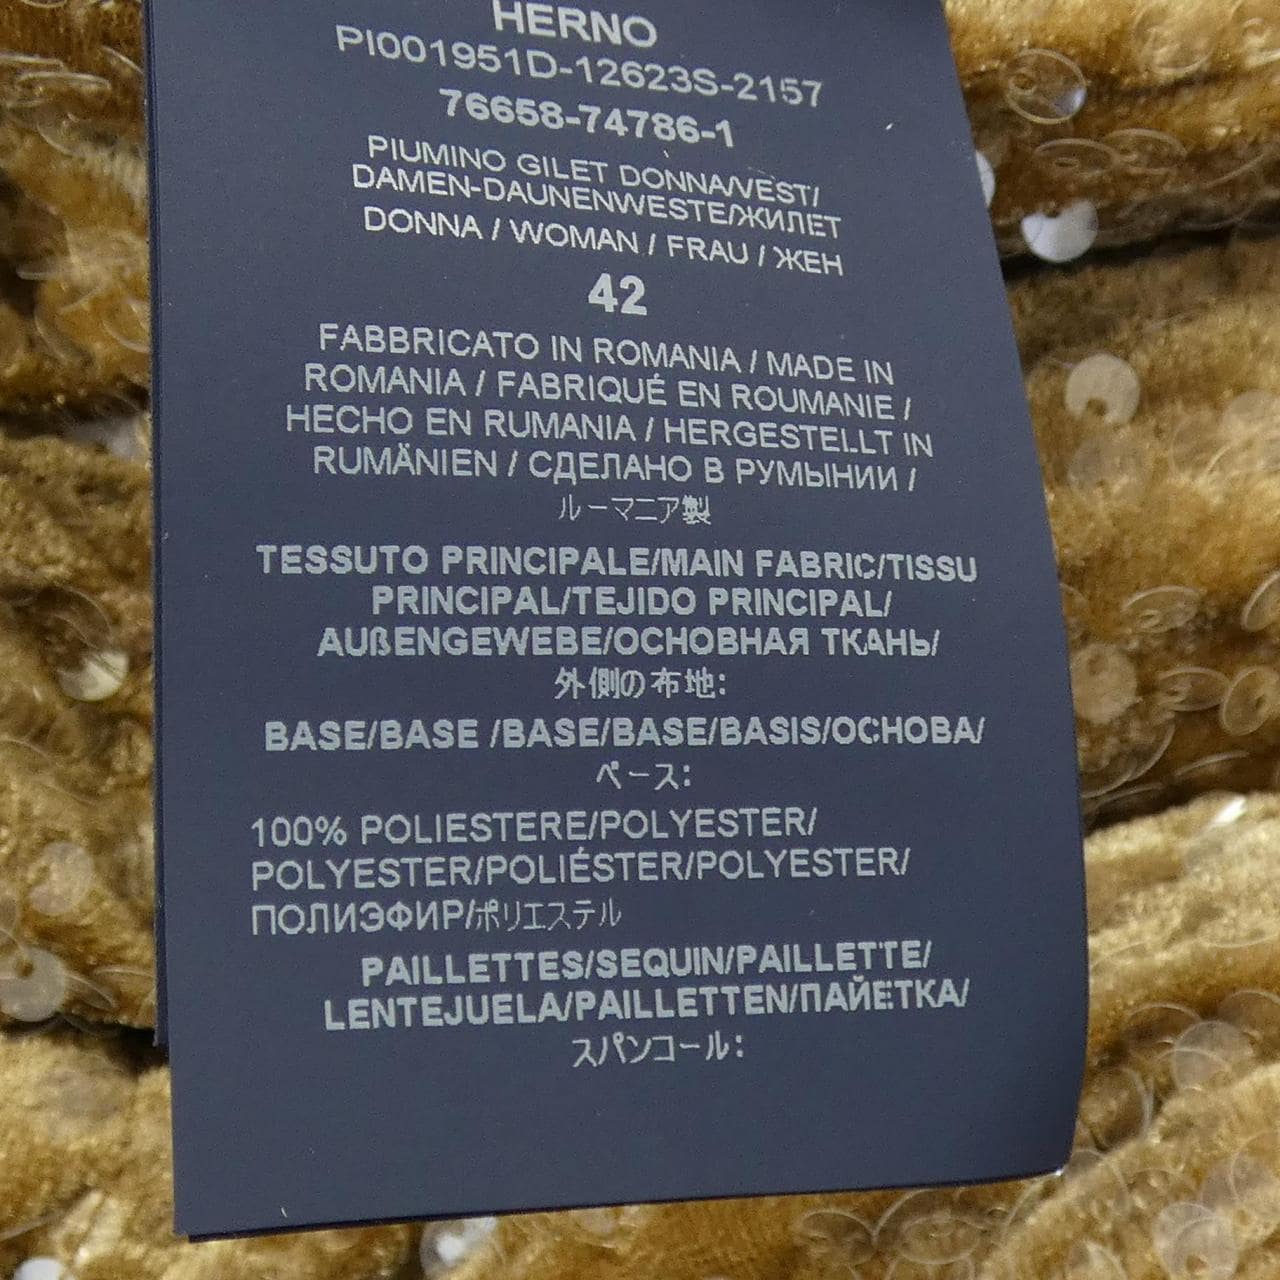 HERNO
PI001951D-12623S-2157
76658-74786-1
PIUMINO GILET DONNA/VEST/
DAMEN-DAUNENWESTE/ЖИЛЕТ
DONNA / WOMAN / FRAU / ЖЕН
42
FABBRICATO IN ROMANIA / MADE IN
ROMANIA / FABRIQUÉ EN ROUMANIE /
HECHO EN RUMANIA / HERGESTELLT IN
RUMÄNIEN / СДЕЛАНО В РУМЫНИИ /
ルーマニア製
TESSUTO PRINCIPALE/MAIN FABRIC/TISSU
PRINCIPAL/TEJIDO PRINCIPAL/
AUßENGEWEBE/ОСНОВНАЯ ТКАНЬ/
外側の布地:
BASE/BASE /BASE/BASE/BASIS/ОСНОВА/
ベース:
100% POLIESTERE/POLYESTER/
POLYESTER/POLIÉSTER/POLYESTER/
ПОЛИЭФИР/ポリエステル
PAILLETTES/SEQUIN/PAILLETTE/
LENTEJUELA/PAILLETTEN/ПАЙЕТКА/
スパンコール: